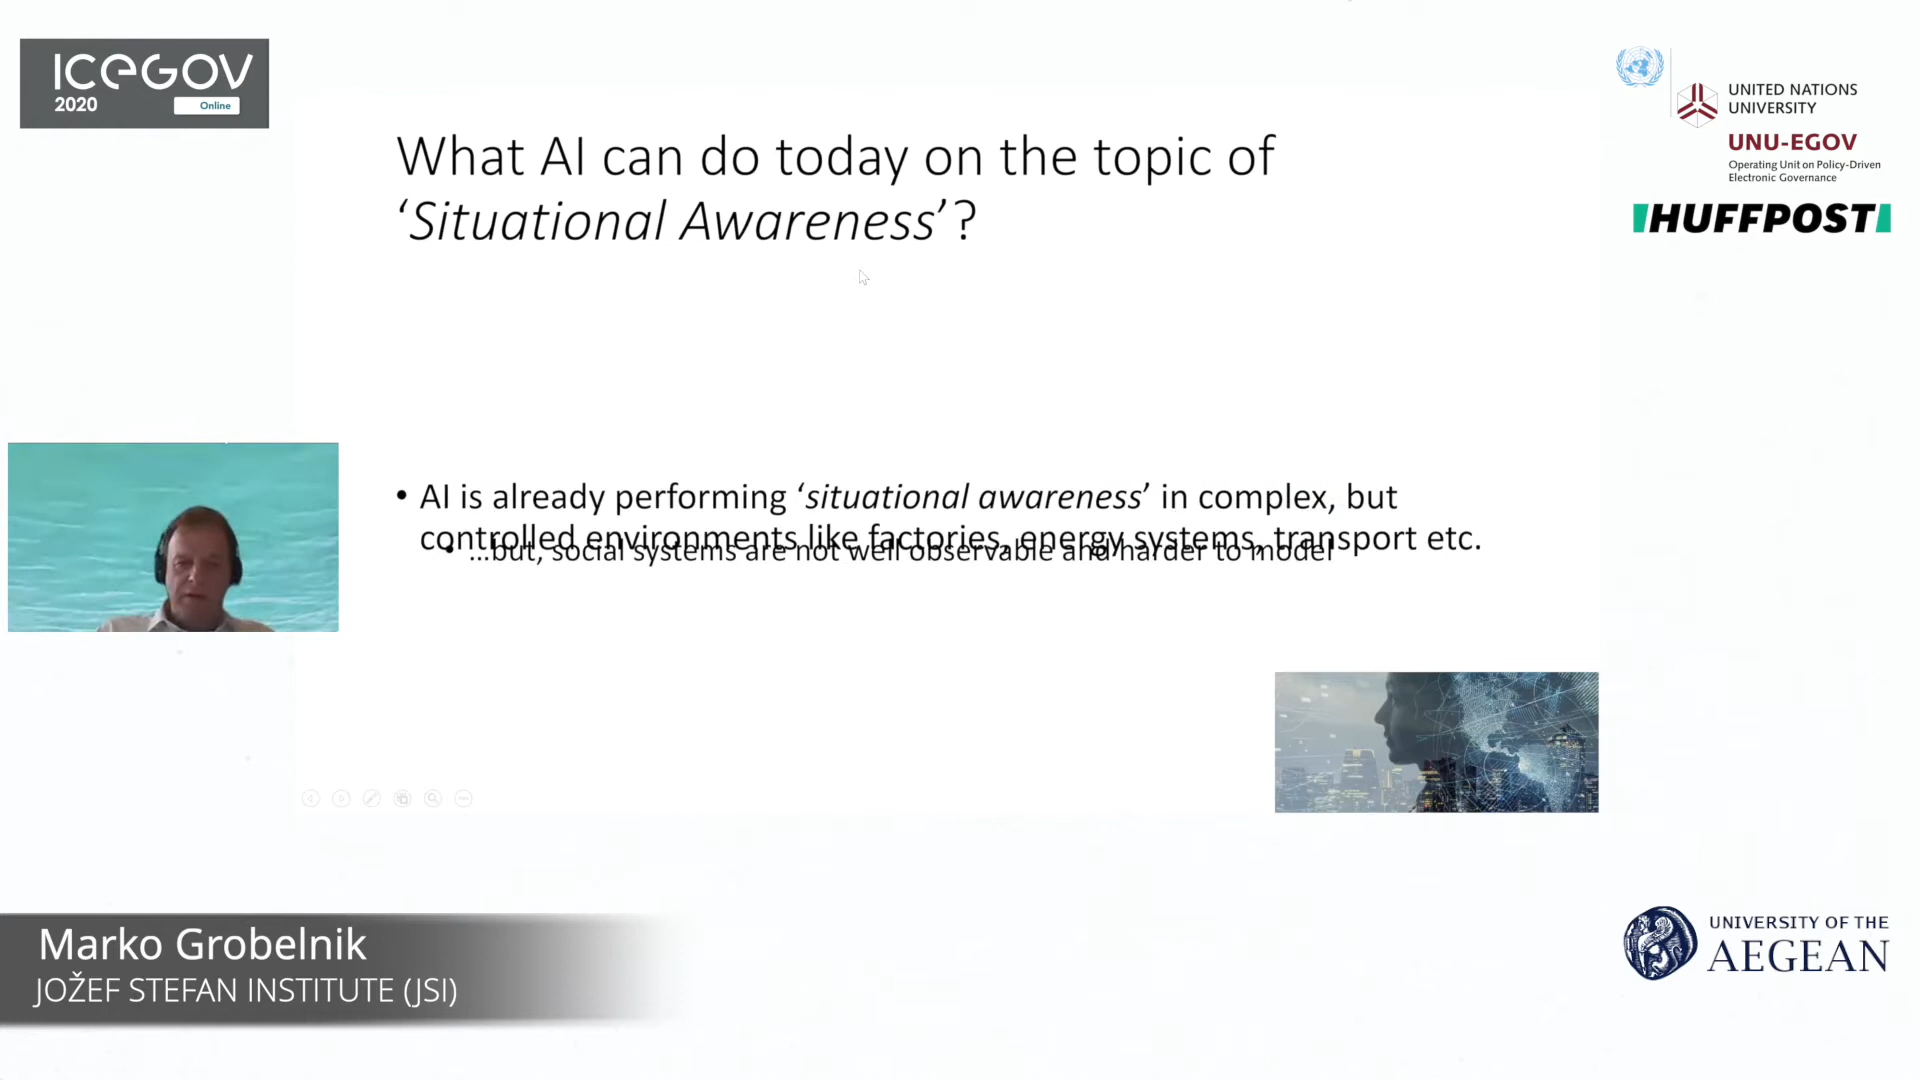 ICEGOV
2020
Online
UNITED NATIONS
UNIVERSITY
UNU-EGOV
Operating Unit on Policy-Driven
Electronic Governance
HUFFPOST
What AI can do today on the topic of
‘Situational Awareness’?
• AI is already performing ‘situational awareness’ in complex, but
controlled environments like factories, energy systems, transport etc.
• ...but, social systems are not well observable and harder to model
Marko Grobelnik
JOŽEF STEFAN INSTITUTE (JSI)
UNIVERSITY OF THE
AEGEAN